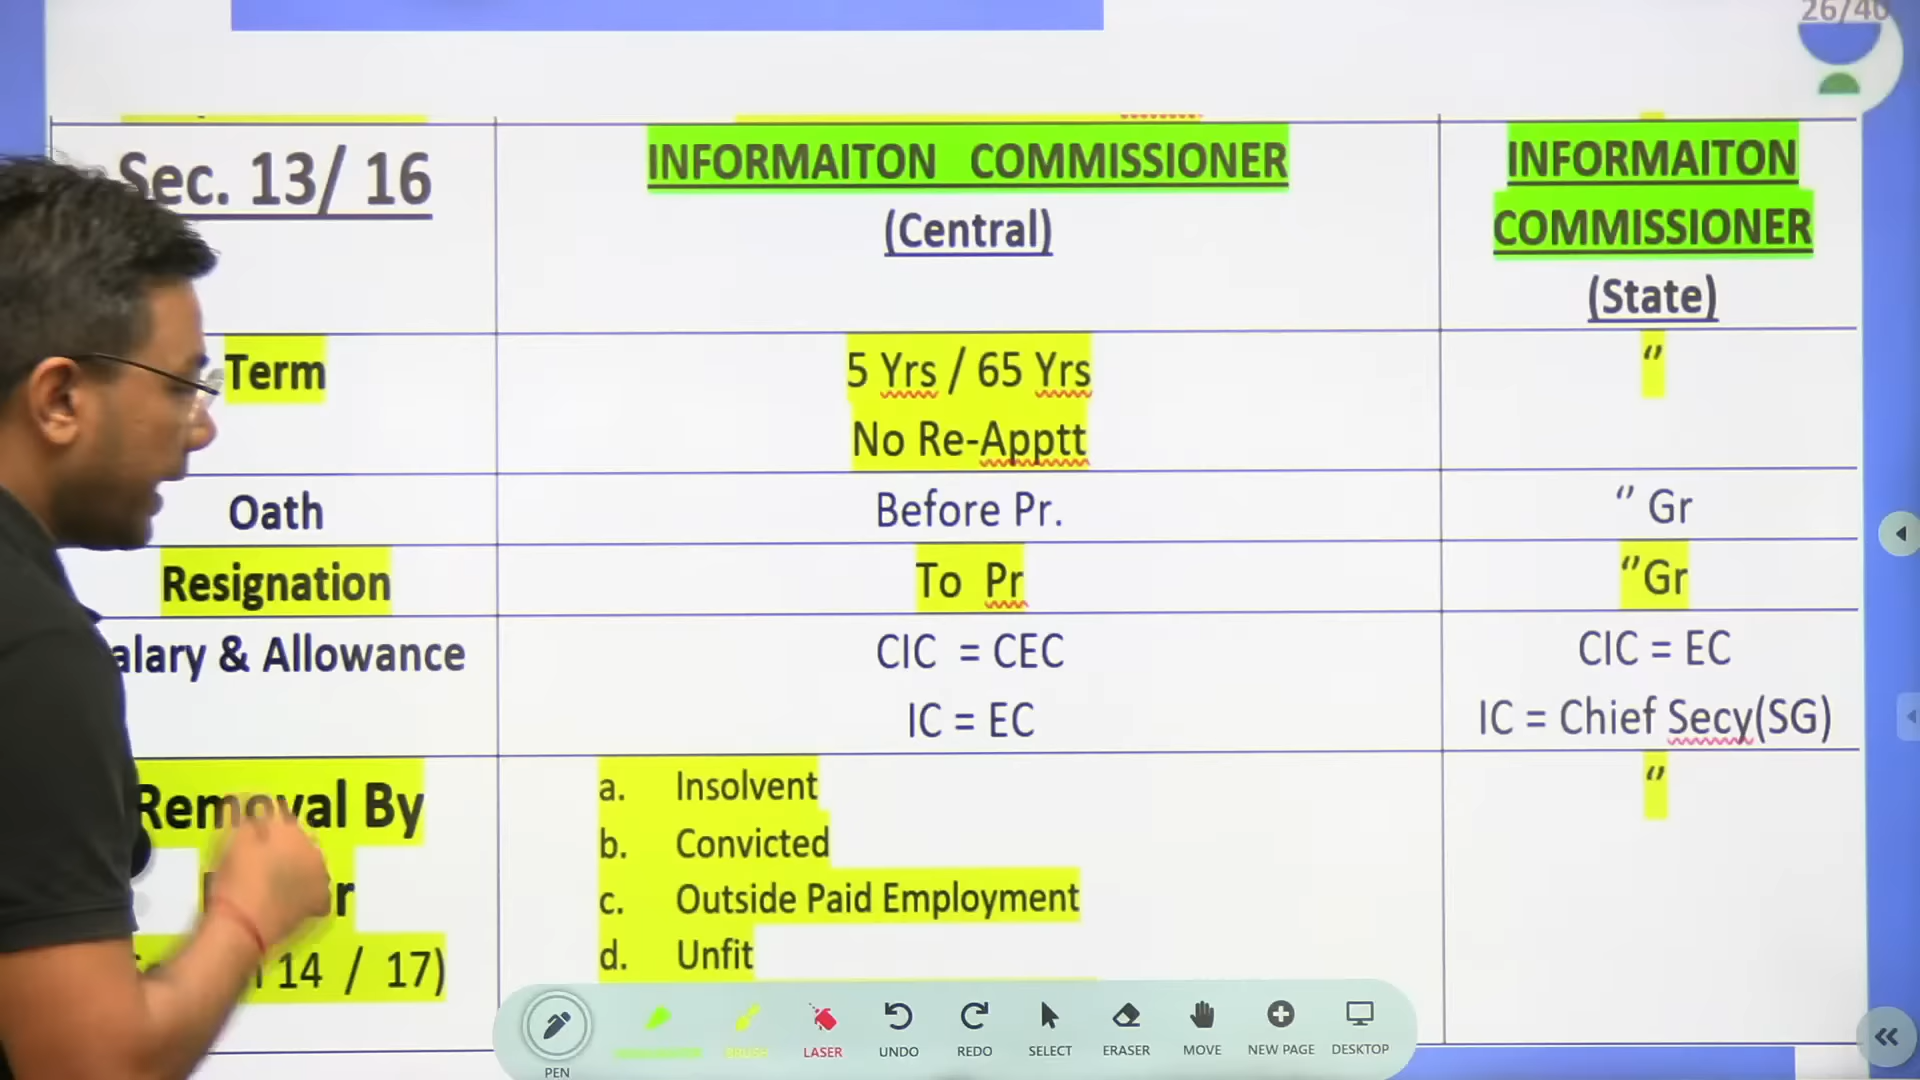 26/40
Sec. 13/ 16
INFORMAITON COMMISSIONER
(Central)
INFORMAITON
COMMISSIONER
(State)
Term
5 Yrs / 65 Yrs
No Re-Apptt
‘’
Oath
Before Pr.
‘’ Gr
Resignation
To Pr
‘’Gr
alary & Allowance
CIC = CEC
IC = EC
CIC = EC
IC = Chief Secy(SG)
Removal By
14 / 17)
a. Insolvent
b. Convicted
c. Outside Paid Employment
d. Unfit
‘’
PEN
BRUSH
LASER
UNDO
REDO
SELECT
ERASER
MOVE
NEW PAGE
DESKTOP